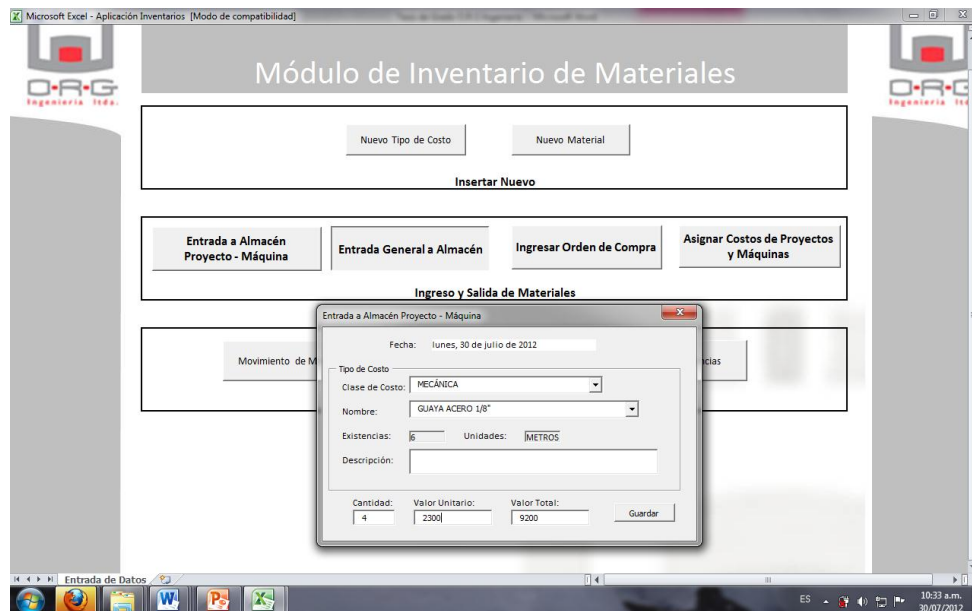 Microsoft Excel - Aplicación Inventarios [Modo de compatibilidad]
O-R-G
Ingeniería ltda.
Módulo de Inventario de Materiales
O-R-G
Ingeniería lt
Nuevo Tipo de Costo
Nuevo Material
Insertar Nuevo
Entrada a Almacén
Proyecto - Máquina
Entrada General a Almacén
Ingresar Orden de Compra
Asignar Costos de Proyectos
y Máquinas
Ingreso y Salida de Materiales
Movimiento de M
ncias
Entrada a Almacén Proyecto - Máquina
Fecha: lunes, 30 de julio de 2012
Tipo de Costo
Clase de Costo: MECÁNICA
Nombre: GUAYA ACERO 1/8"
Existencias: 6 Unidades: METROS
Descripción:
Cantidad: Valor Unitario: Valor Total:
4 2300 9200 Guardar
Entrada de Datos
ES 10:33 a.m.
30/07/2012